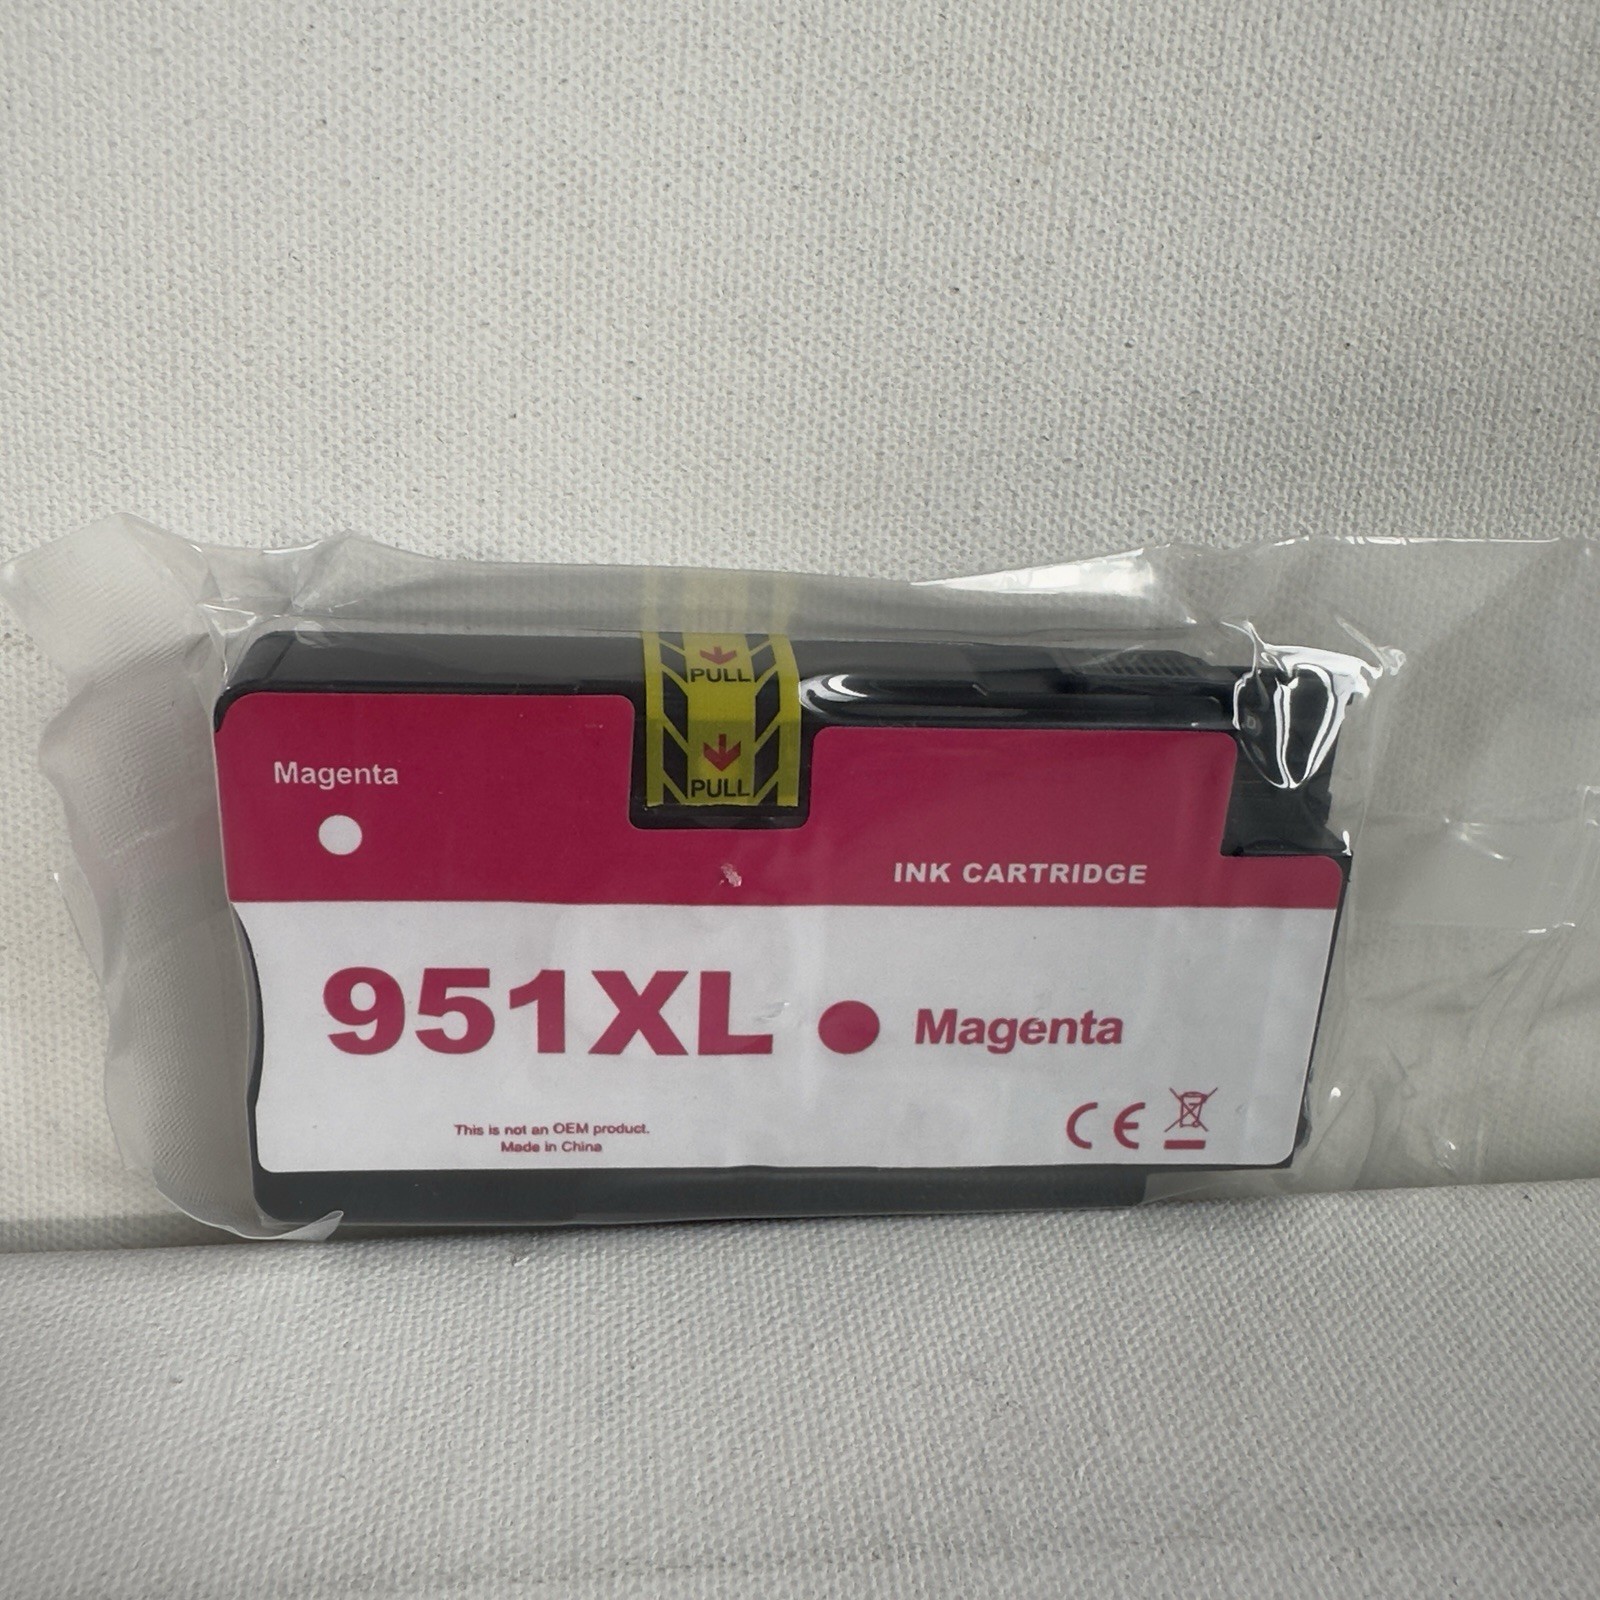 PULL
PULL
Magenta
INK CARTRIDGE
951XL Magenta
This is not an OEM product.
Made in China
CE